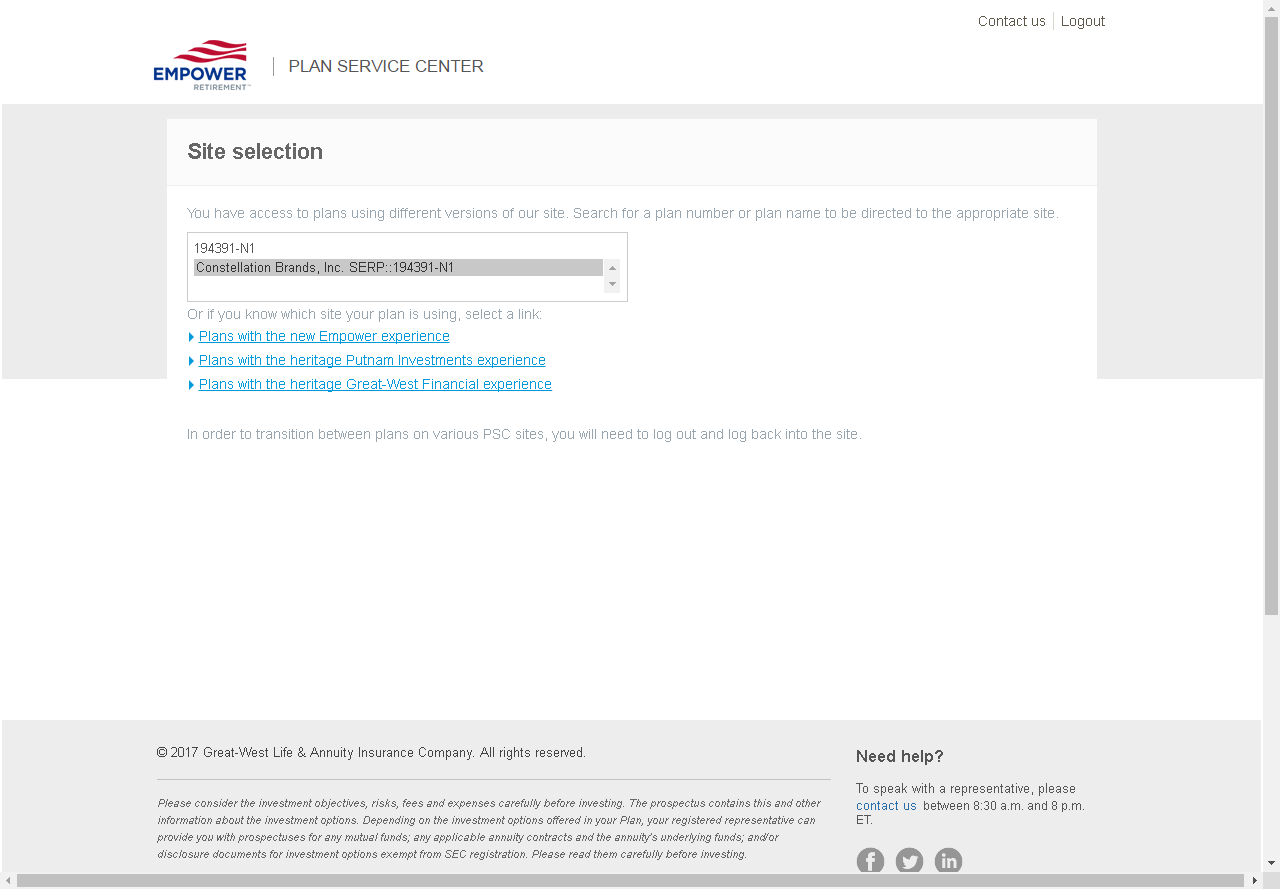 Contact us
Logout
EMPOWER
RETIREMENT™
PLAN SERVICE CENTER
Site selection
You have access to plans using different versions of our site. Search for a plan number or plan name to be directed to the appropriate site.
194391-N1
Constellation Brands, Inc. SERP::194391-N1
Or if you know which site your plan is using, select a link:
Plans with the new Empower experience
Plans with the heritage Putnam Investments experience
Plans with the heritage Great-West Financial experience
In order to transition between plans on various PSC sites, you will need to log out and log back into the site.
© 2017 Great-West Life & Annuity Insurance Company. All rights reserved.
Please consider the investment objectives, risks, fees and expenses carefully before investing. The prospectus contains this and other
information about the investment options. Depending on the investment options offered in your Plan, your registered representative can
provide you with prospectuses for any mutual funds; any applicable annuity contracts and the annuity's underlying funds; and/or
disclosure documents for investment options exempt from SEC registration. Please read them carefully before investing.
Need help?
To speak with a representative, please
contact us between 8:30 a.m. and 8 p.m.
ET.